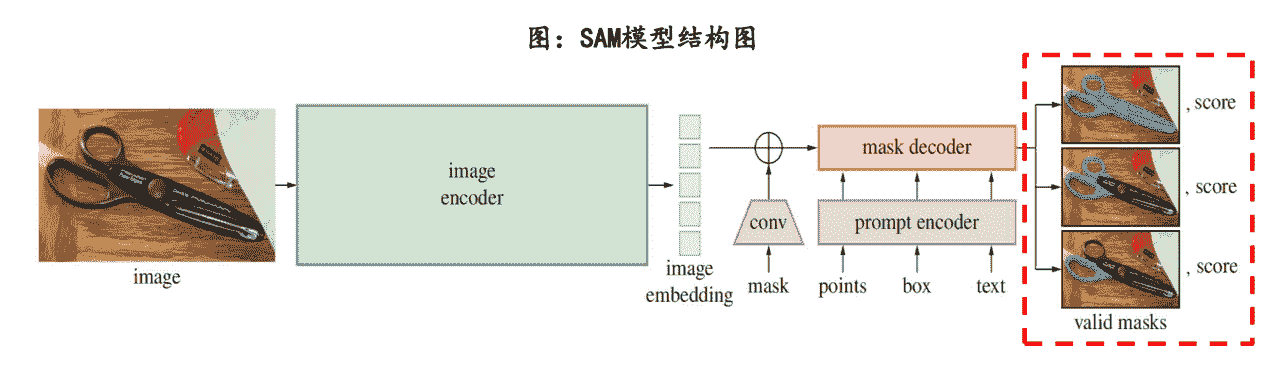 图：SAM模型结构图
image
image
encoder
image
embedding
mask
conv
points
box
text
prompt encoder
mask decoder
, score
, score
, score
valid masks